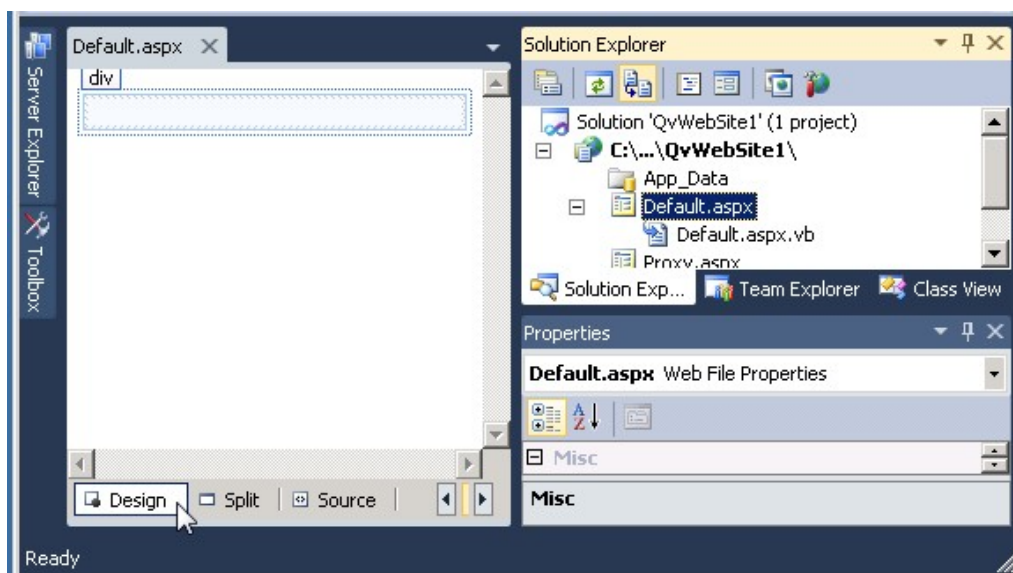 Server Explorer
Toolbox
Default.aspx
div
Design
Split
Source
Solution Explorer
Solution 'QvWebSite1' (1 project)
C:\...\QvWebSite1\
App_Data
Default.aspx
Default.aspx.vb
Proxy.aspx
Solution Exp...
Team Explorer
Class View
Properties
Default.aspx Web File Properties
Misc
Misc
Ready